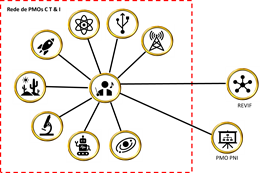 Rede de PMOs C T & I
REVIF
PMO PNI